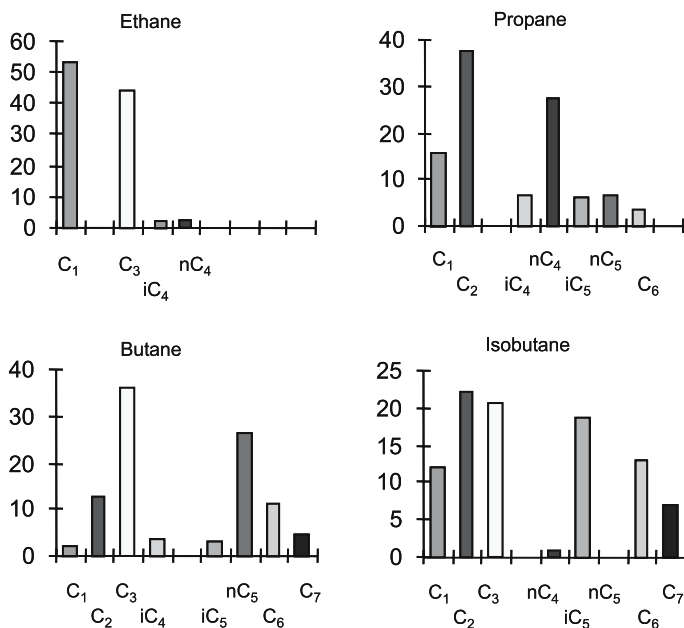 Ethane
60
50
40
30
20
10
0
C₁ C₃ nC₄
iC₄
Propane
40
30
20
10
0
C₁ nC₄ nC₅
C₂ iC₄ iC₅ C₆
Butane
40
30
20
10
0
C₁ C₃ nC₅ C₇
C₂ iC₄ iC₅ C₆
Isobutane
25
20
15
10
5
0
C₁ C₃ nC₄ nC₅ C₇
C₂ iC₅ C₆